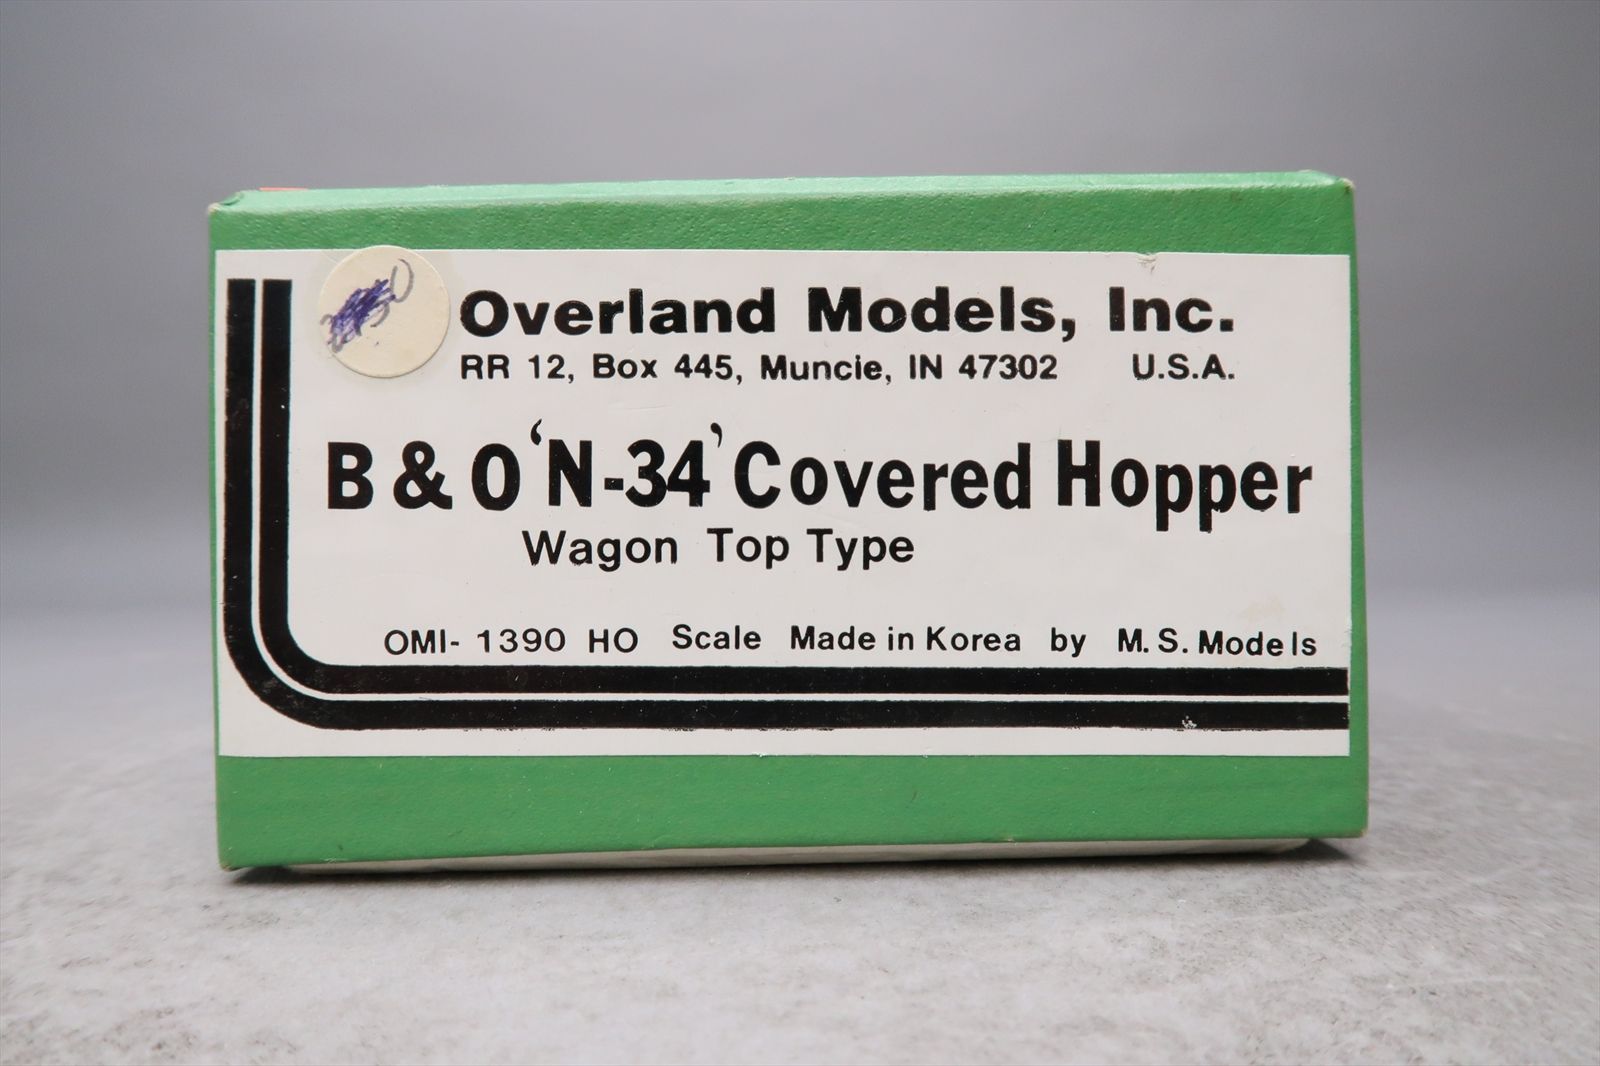 Overland Models, Inc.
RR 12, Box 445, Muncie, IN 47302 U.S.A.
B & O 'N-34' Covered Hopper
Wagon Top Type
OMI- 1390 HO Scale Made in Korea by M. S. Models